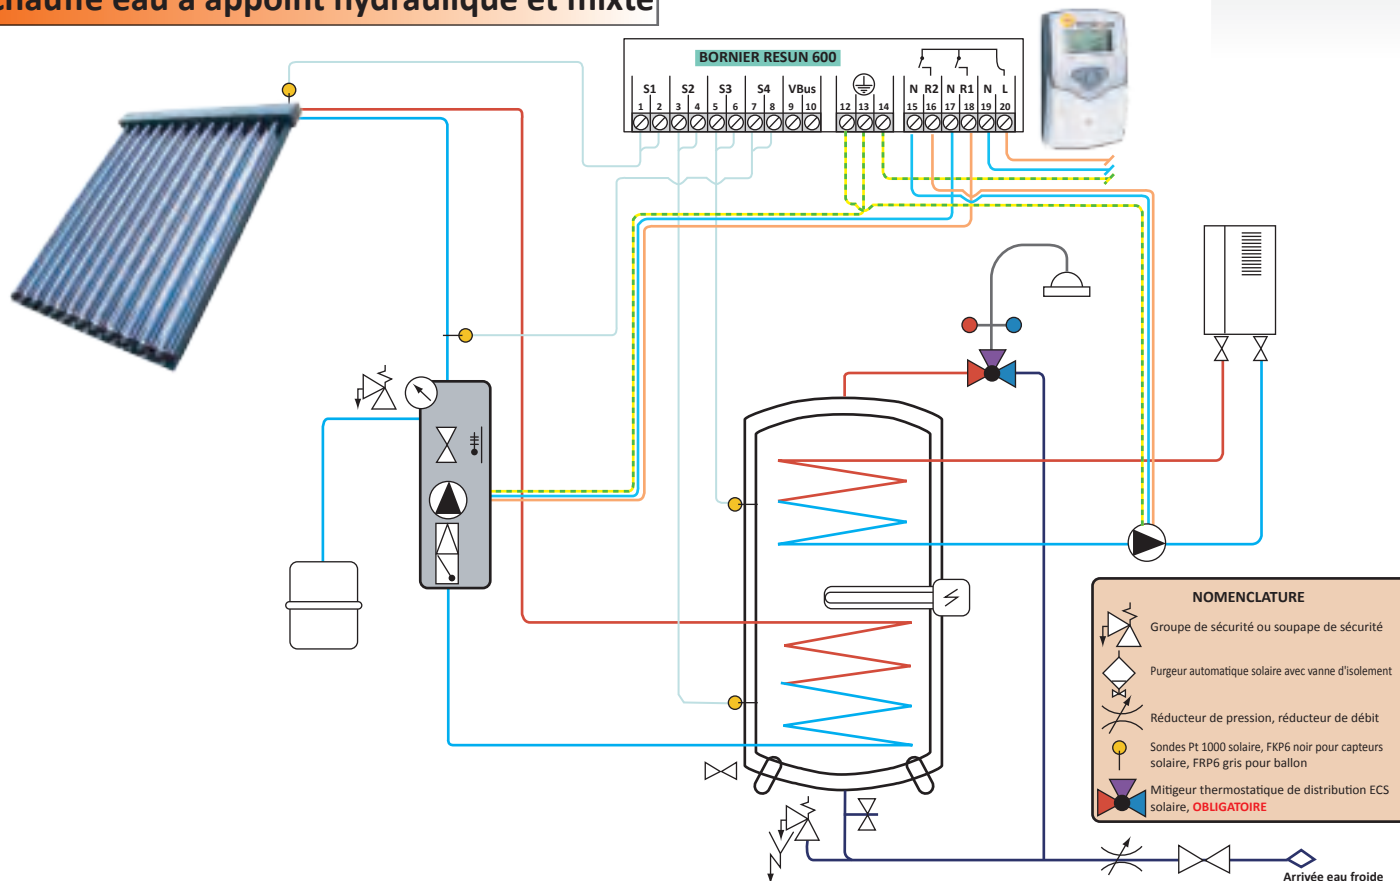 chauffe eau à appoint hydraulique et mixte
BORNIER RESUN 600
S1 S2 S3 S4 VBus
N R2 N R1 N L
1 2 3 4 5 6 7 8 9 10 12 13 14 15 16 17 18 19 20
NOMENCLATURE
Groupe de sécurité ou soupape de sécurité
Purgeur automatique solaire avec vanne d'isolement
Réducteur de pression, réducteur de débit
Sondes Pt 1000 solaire, FKP6 noir pour capteurs
solaire, FRP6 gris pour ballon
Mitigeur thermostatique de distribution ECS
solaire, OBLIGATOIRE
Arrivée eau froide